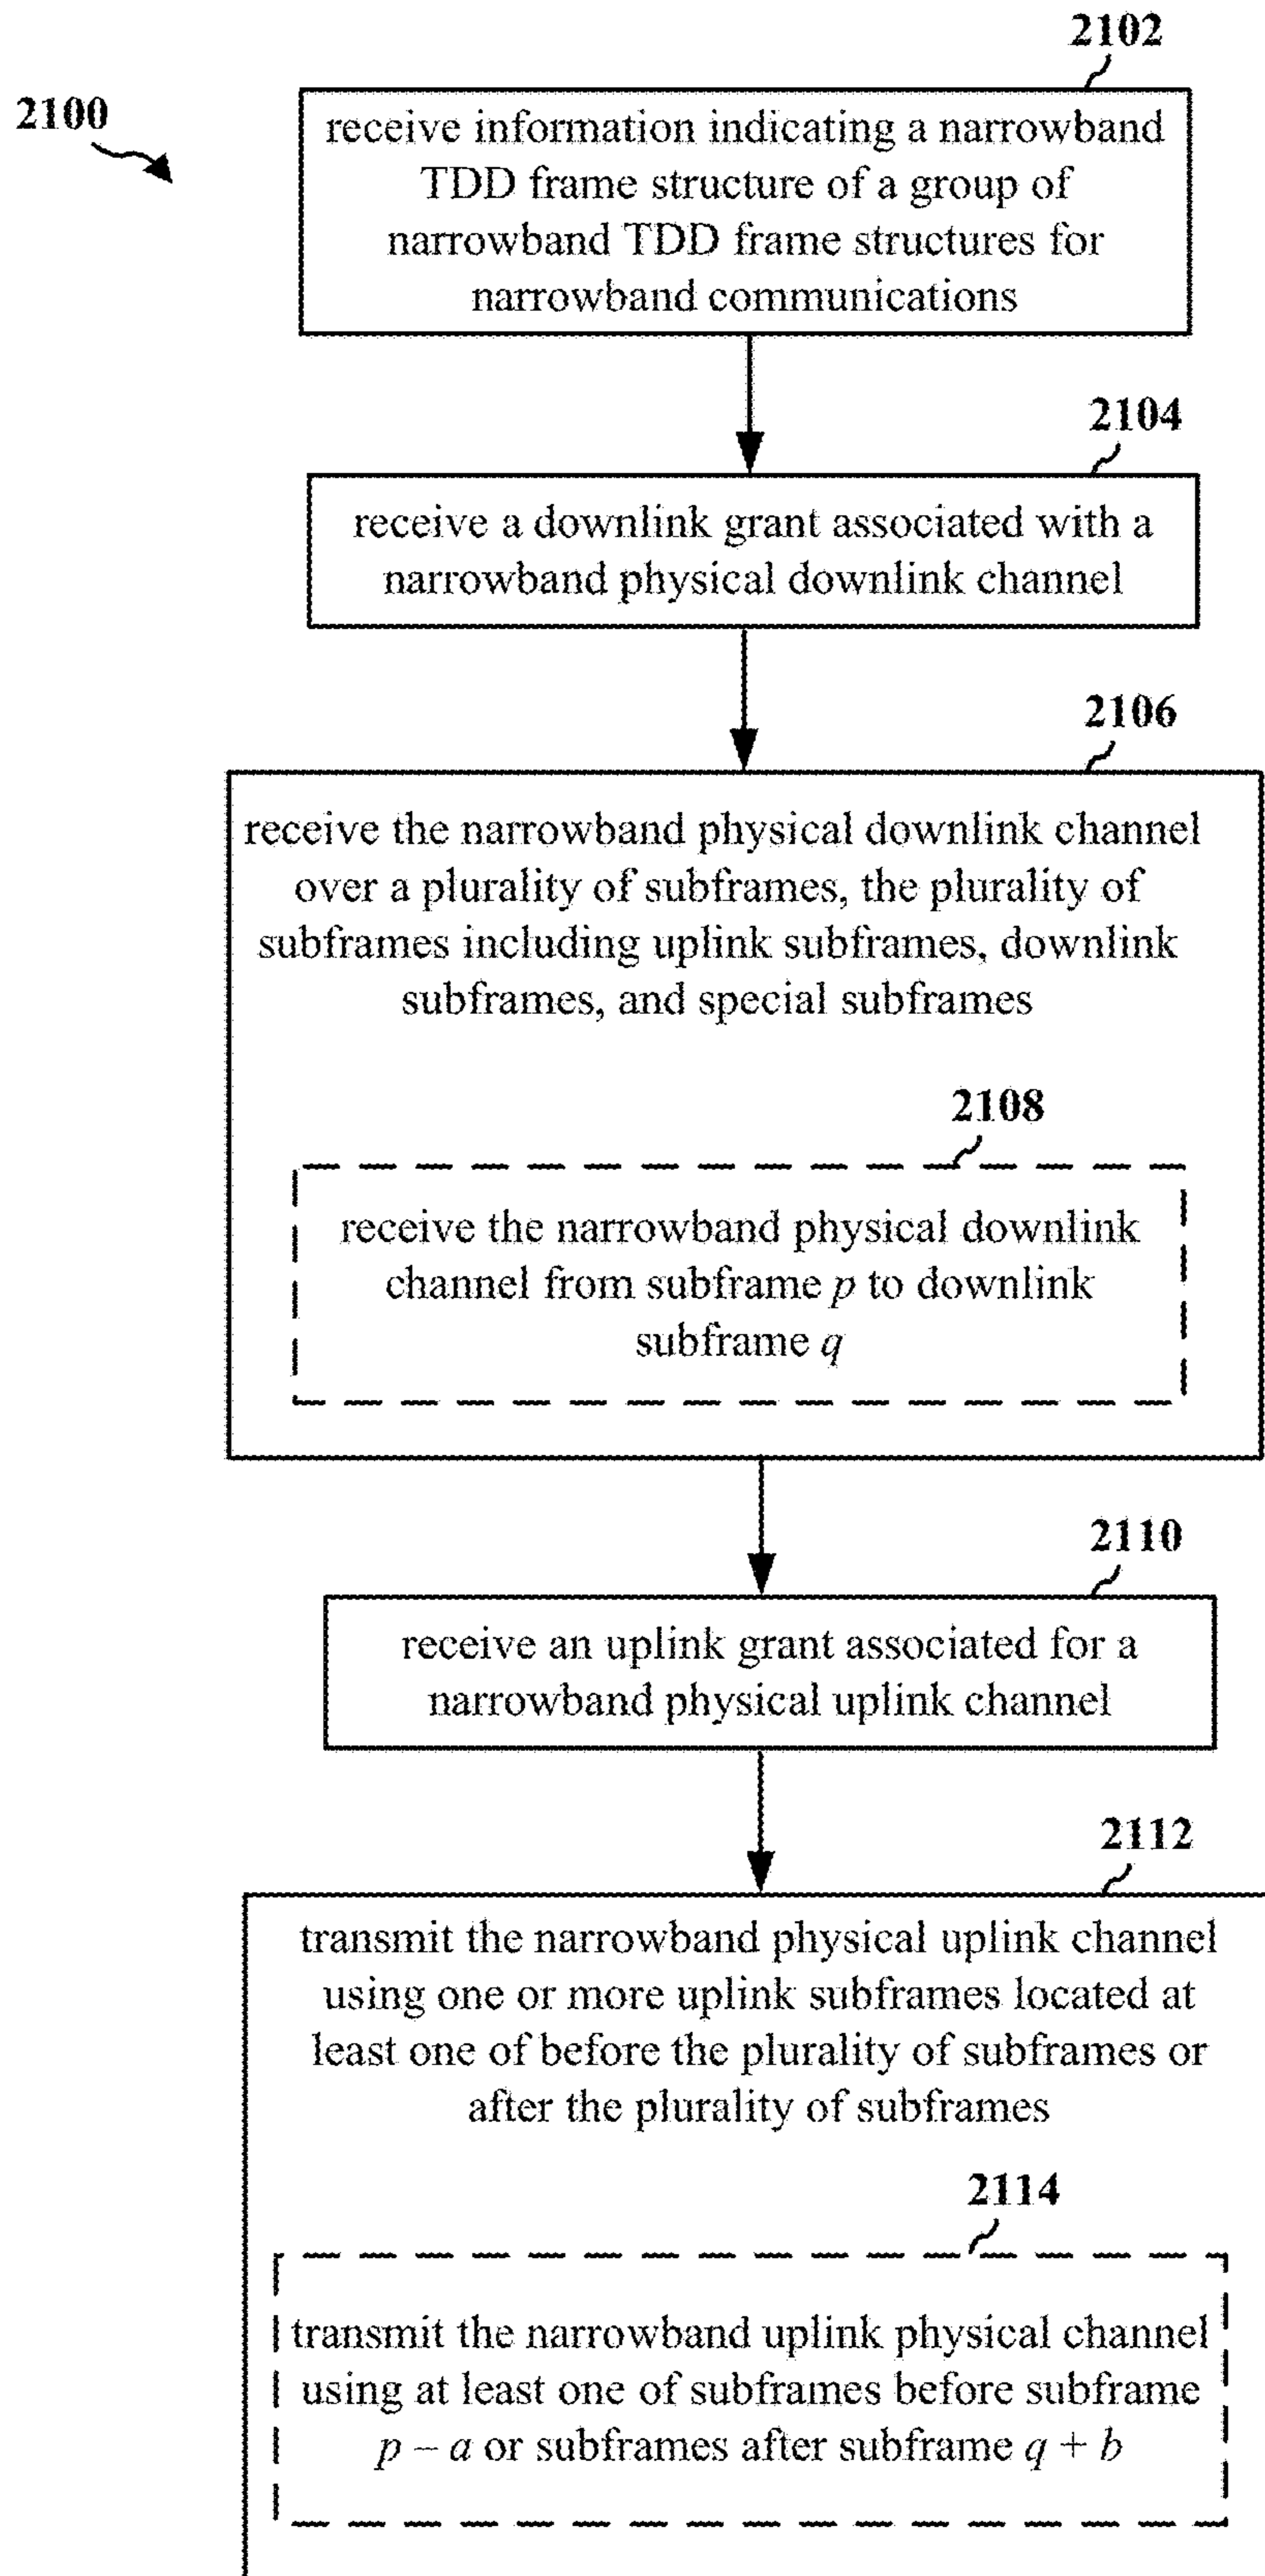 2102
2100
receive information indicating a narrowband
TDD frame structure of a group of
narrowband TDD frame structures for
narrowband communications
2104
receive a downlink grant associated with a
narrowband physical downlink channel
2106
receive the narrowband physical downlink channel
over a plurality of subframes, the plurality of
subframes including uplink subframes, downlink
subframes, and special subframes
2108
receive the narrowband physical downlink
channel from subframe p to downlink
subframe q
2110
receive an uplink grant associated for a
narrowband physical uplink channel
2112
transmit the narrowband physical uplink channel
using one or more uplink subframes located at
least one of before the plurality of subframes or
after the plurality of subframes
2114
transmit the narrowband uplink physical channel
using at least one of subframes before subframe
p – a or subframes after subframe q + b